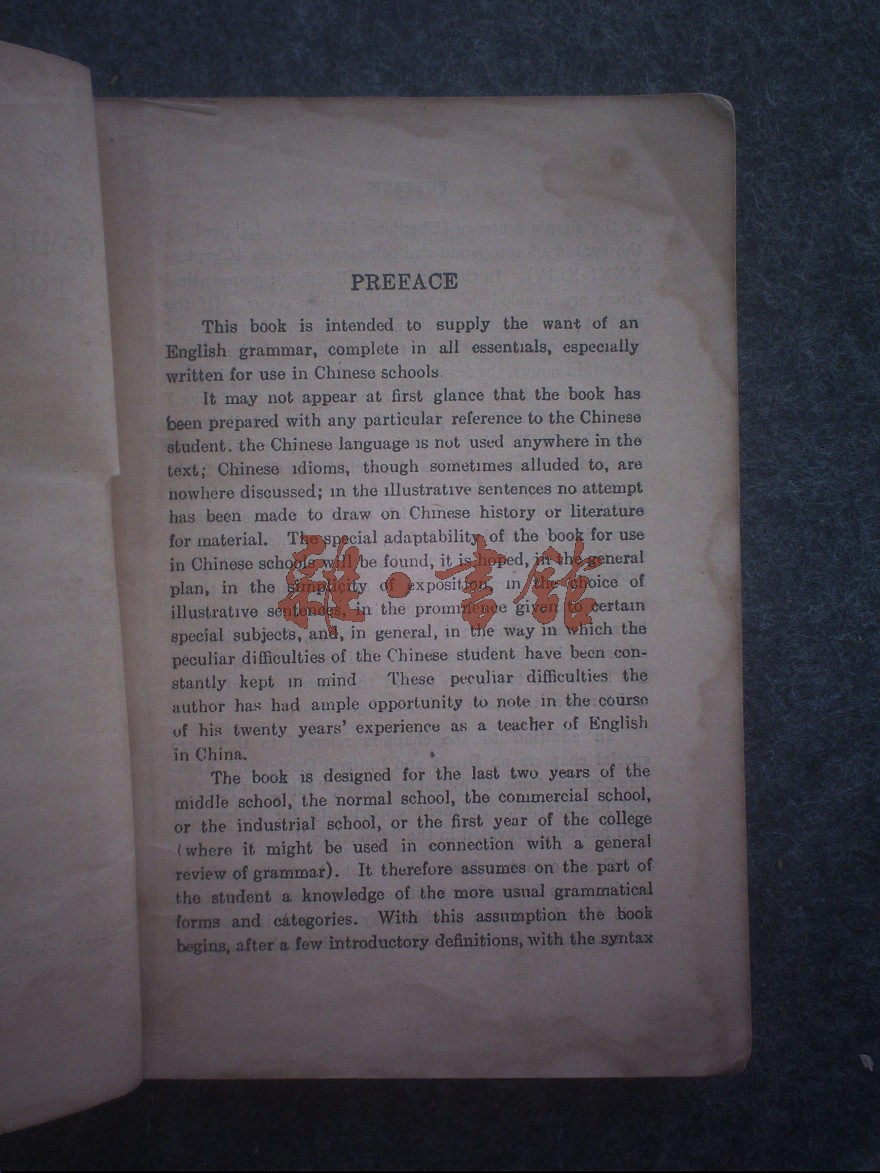 PREFACE
This book is intended to supply the want of an
English grammar, complete in all essentials, especially
written for use in Chinese schools
It may not appear at first glance that the book has
been prepared with any particular reference to the Chinese
student. the Chinese language is not used anywhere in the
text; Chinese idioms, though sometimes alluded to, are
nowhere discussed; in the illustrative sentences no attempt
has been made to draw on Chinese history or literature
for material. The special adaptability of the book for use
in Chinese schools will be found, it is hoped, in the general
plan, in the simplicity of exposition, in the choice of
illustrative sentences, in the prominence given to certain
special subjects, and, in general, in the way in which the
peculiar difficulties of the Chinese student have been con-
stantly kept in mind These peculiar difficulties the
author has had ample opportunity to note in the course
of his twenty years' experience as a teacher of English
in China.
The book is designed for the last two years of the
middle school, the normal school, the commercial school,
or the industrial school, or the first year of the college
(where it might be used in connection with a general
review of grammar). It therefore assumes on the part of
the student a knowledge of the more usual grammatical
forms and categories. With this assumption the book
begins, after a few introductory definitions, with the syntax
雜·書館